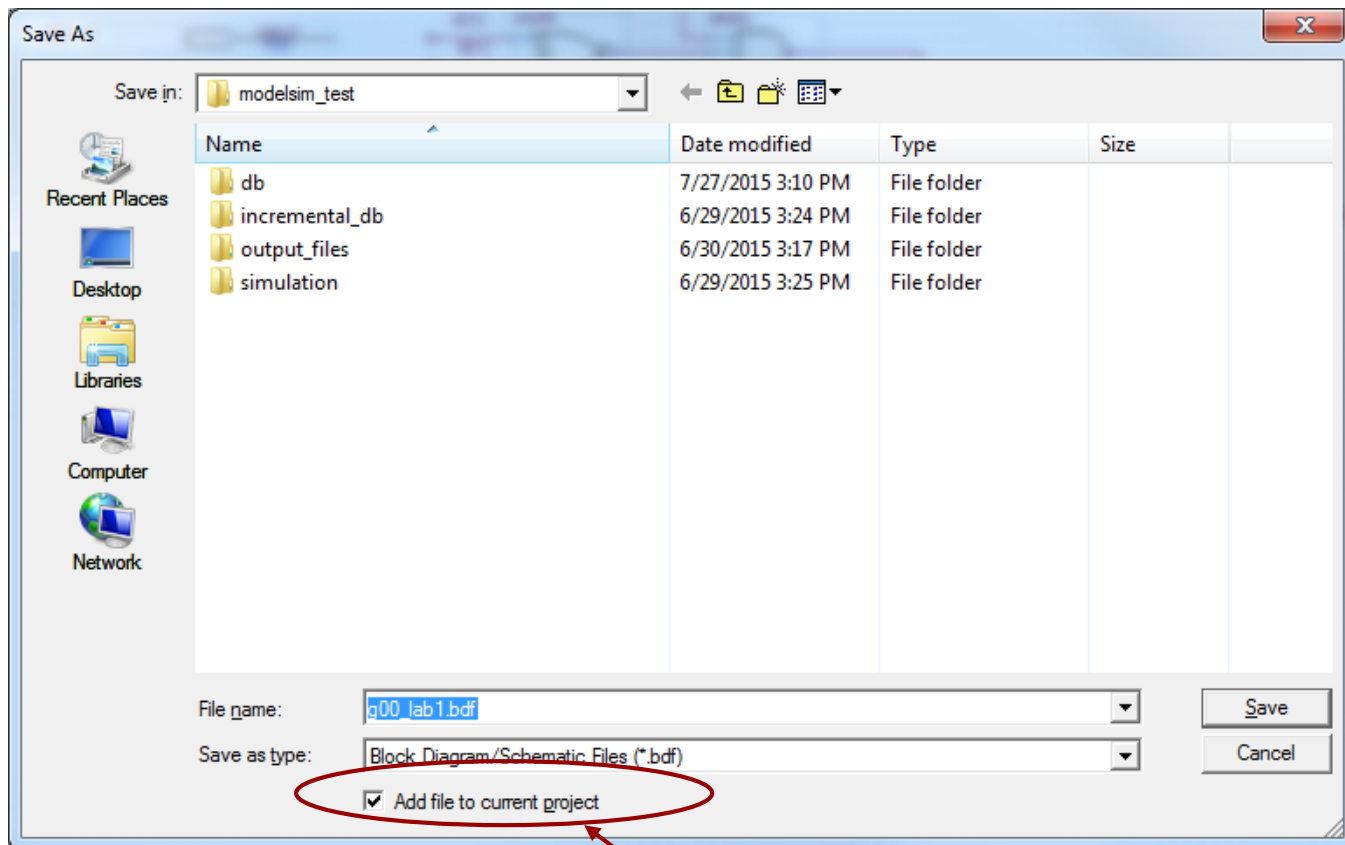 Save As
Save in: modelsim_test
Name Date modified Type Size
db 7/27/2015 3:10 PM File folder
incremental_db 6/29/2015 3:24 PM File folder
output_files 6/30/2015 3:17 PM File folder
simulation 6/29/2015 3:25 PM File folder
Recent Places
Desktop
Libraries
Computer
Network
File name: g00_lab1.bdf Save
Save as type: Block Diagram/Schematic Files (*.bdf) Cancel
Add file to current project